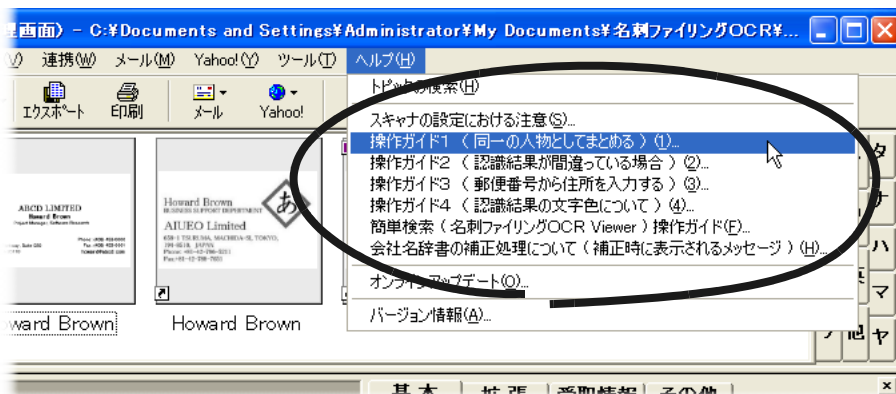 画面) - C:¥Documents and Settings¥Administrator¥My Documents¥名刺ファイリングOCR¥...
(V) 連携(W) メール(M) Yahoo!(Y) ツール(T) ヘルプ(H)
エクスポート 印刷 メール Yahoo!
トピックの検索(H)
スキャナの設定における注意(S)...
操作ガイド1 (同一の人物としてまとめる)(1)...
操作ガイド2 (認識結果が間違っている場合)(2)...
操作ガイド3 (郵便番号から住所を入力する)(3)...
操作ガイド4 (認識結果の文字色について)(4)...
簡単検索(名刺ファイリングOCR Viewer)操作ガイド(F)...
会社名辞書の補正処理について(補正時に表示されるメッセージ)(H)...
オンラインアップデート(O)...
バージョン情報(A)...
ABCD LIMITED
Howard Brown
Howard Brown
BUSINESS SUPPORT DEPARTMENT
あ
AIUEO Limited
ward Brown
Howard Brown
タ
ナ
ハ
マ
ヤ
他
基本 拡張 受取情報 その他